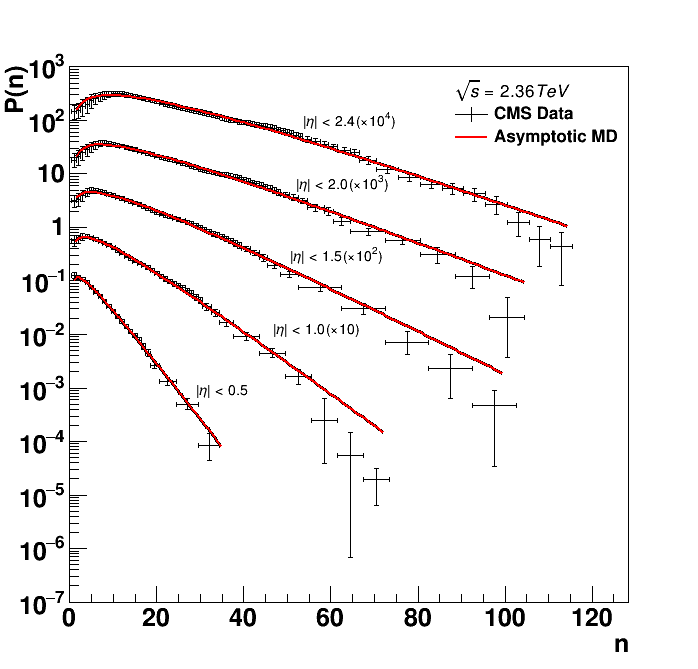 P(n)
10³
10²
10
1
10⁻¹
10⁻²
10⁻³
10⁻⁴
10⁻⁵
10⁻⁶
10⁻⁷
√s = 2.36TeV
CMS Data
Asymptotic MD
|η| < 2.4(×10⁴)
|η| < 2.0(×10³)
|η| < 1.5(×10²)
|η| < 1.0(×10)
|η| < 0.5
0 20 40 60 80 100 120
n